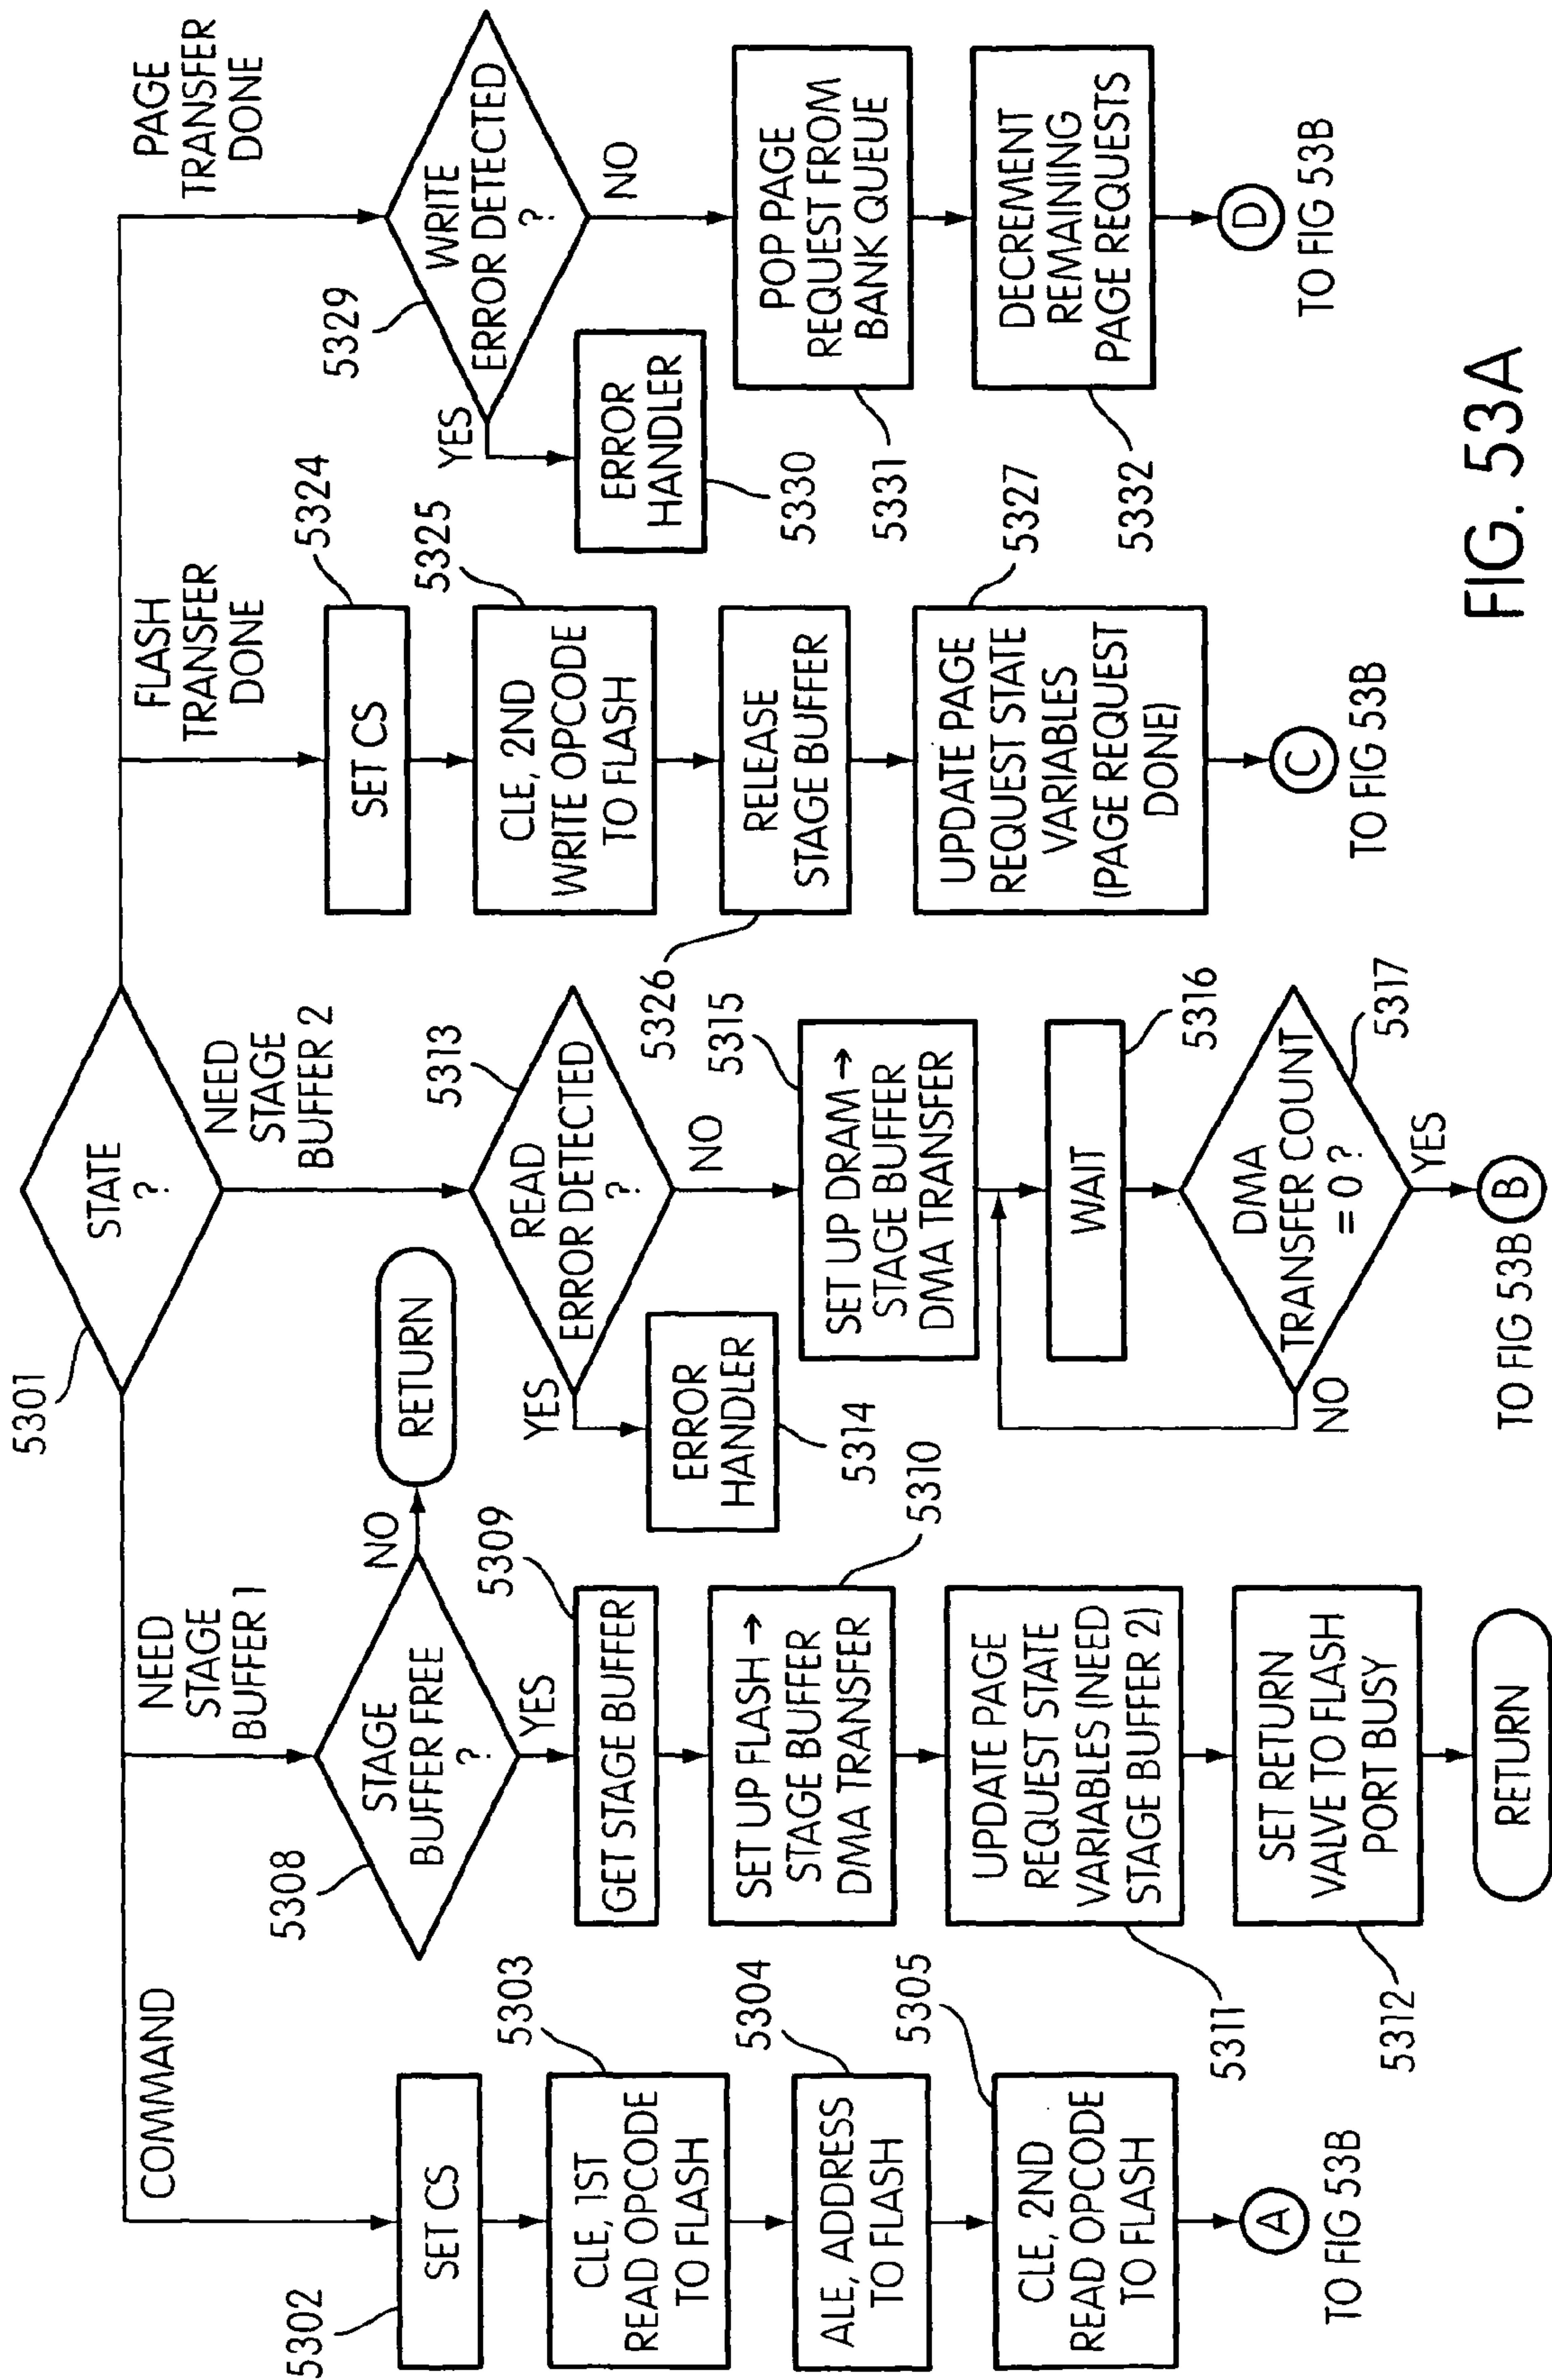 5301
STATE
?
COMMAND
5302
SET CS
5303
CLE, 1ST
READ OPCODE
TO FLASH
5304
ALE, ADDRESS
TO FLASH
5305
CLE, 2ND
READ OPCODE
TO FLASH
A
TO FIG 53B
NEED
STAGE
BUFFER 1
5308
STAGE
BUFFER FREE
?
NO
RETURN
YES
5309
GET STAGE BUFFER
5310
SET UP FLASH →
STAGE BUFFER
DMA TRANSFER
5311
UPDATE PAGE
REQUEST STATE
VARIABLES (NEED
STAGE BUFFER 2)
5312
SET RETURN
VALVE TO FLASH
PORT BUSY
RETURN
NEED
STAGE
BUFFER 2
5313
READ
ERROR DETECTED
?
YES
ERROR
HANDLER
5314
NO
5315
SET UP DRAM →
STAGE BUFFER
DMA TRANSFER
5316
WAIT
5317
DMA
TRANSFER COUNT
= 0 ?
NO
YES
B
TO FIG 53B
FLASH
TRANSFER
DONE
5324
SET CS
5325
CLE, 2ND
WRITE OPCODE
TO FLASH
5326
RELEASE
STAGE BUFFER
5327
UPDATE PAGE
REQUEST STATE
VARIABLES
(PAGE REQUEST
DONE)
C
TO FIG 53B
PAGE
TRANSFER
DONE
5329
WRITE
ERROR DETECTED
?
YES
ERROR
HANDLER
5330
NO
POP PAGE
REQUEST FROM
BANK QUEUE
5331
DECREMENT
REMAINING
PAGE REQUESTS
5332
D
TO FIG 53B
FIG. 53A